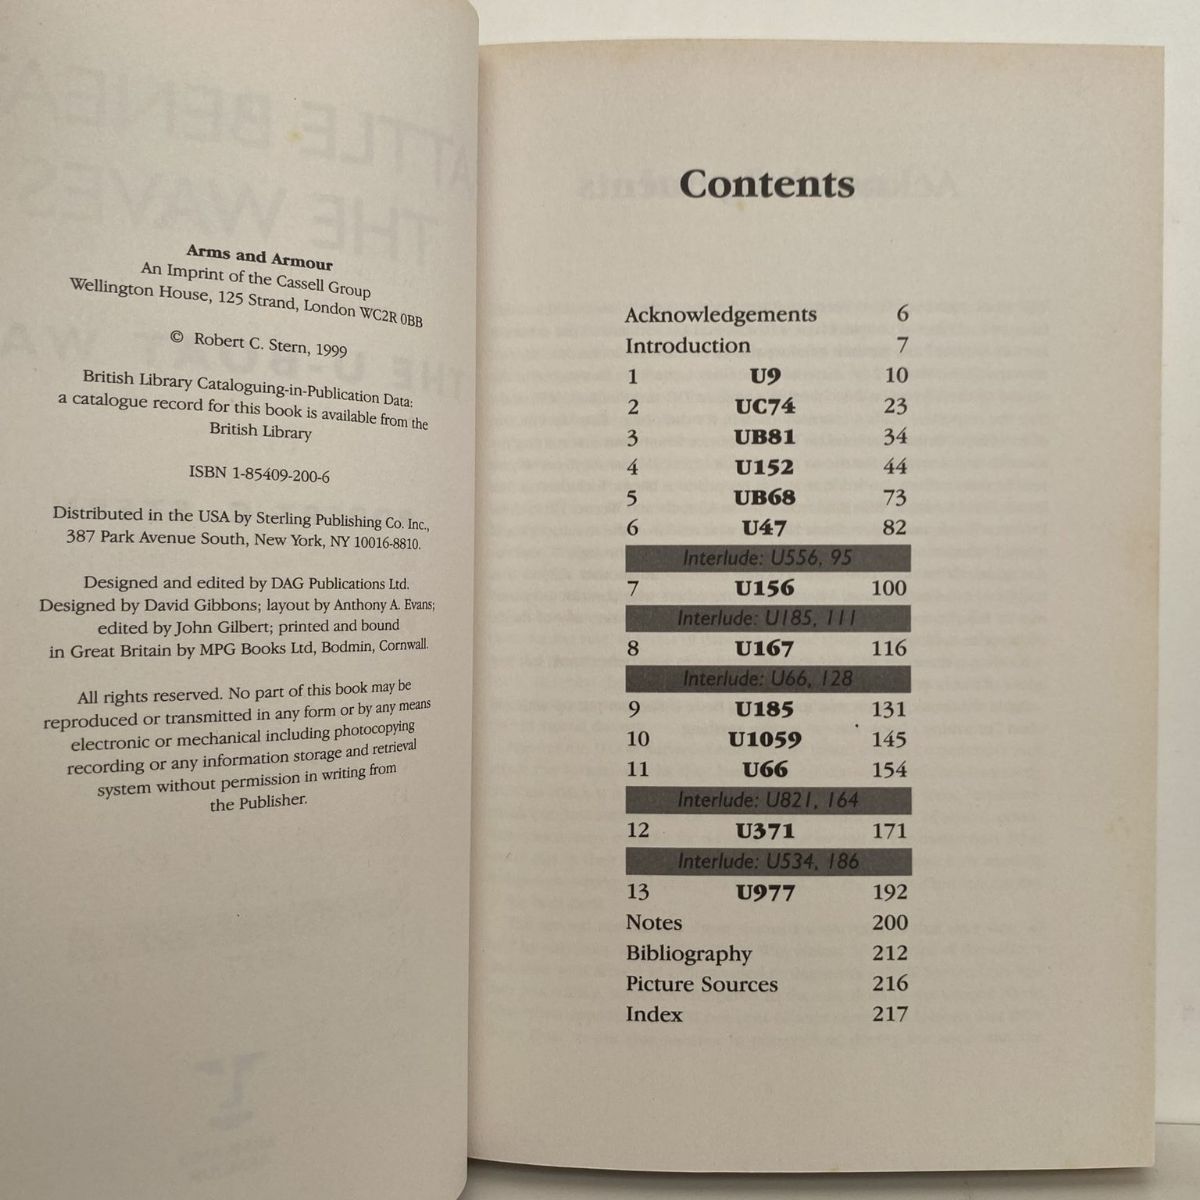 Arms and Armour
An Imprint of the Cassell Group
Wellington House, 125 Strand, London WC2R 0BB
© Robert C. Stern, 1999
British Library Cataloguing-in-Publication Data:
a catalogue record for this book is available from the
British Library
ISBN 1-85409-200-6
Distributed in the USA by Sterling Publishing Co. Inc.,
387 Park Avenue South, New York, NY 10016-8810.
Designed and edited by DAG Publications Ltd.
Designed by David Gibbons; layout by Anthony A. Evans;
edited by John Gilbert; printed and bound
in Great Britain by MPG Books Ltd, Bodmin, Cornwall.
All rights reserved. No part of this book may be
reproduced or transmitted in any form or by any means
electronic or mechanical including photocopying
recording or any information storage and retrieval
system without permission in writing from
the Publisher.
Contents
Acknowledgements 6
Introduction 7
1 U9 10
2 UC74 23
3 UB81 34
4 U152 44
5 UB68 73
6 U47 82
Interlude: U556, 95
7 U156 100
Interlude: U185, 111
8 U167 116
Interlude: U66, 128
9 U185 131
10 U1059 145
11 U66 154
Interlude: U821, 164
12 U371 171
Interlude: U534, 186
13 U977 192
Notes 200
Bibliography 212
Picture Sources 216
Index 217